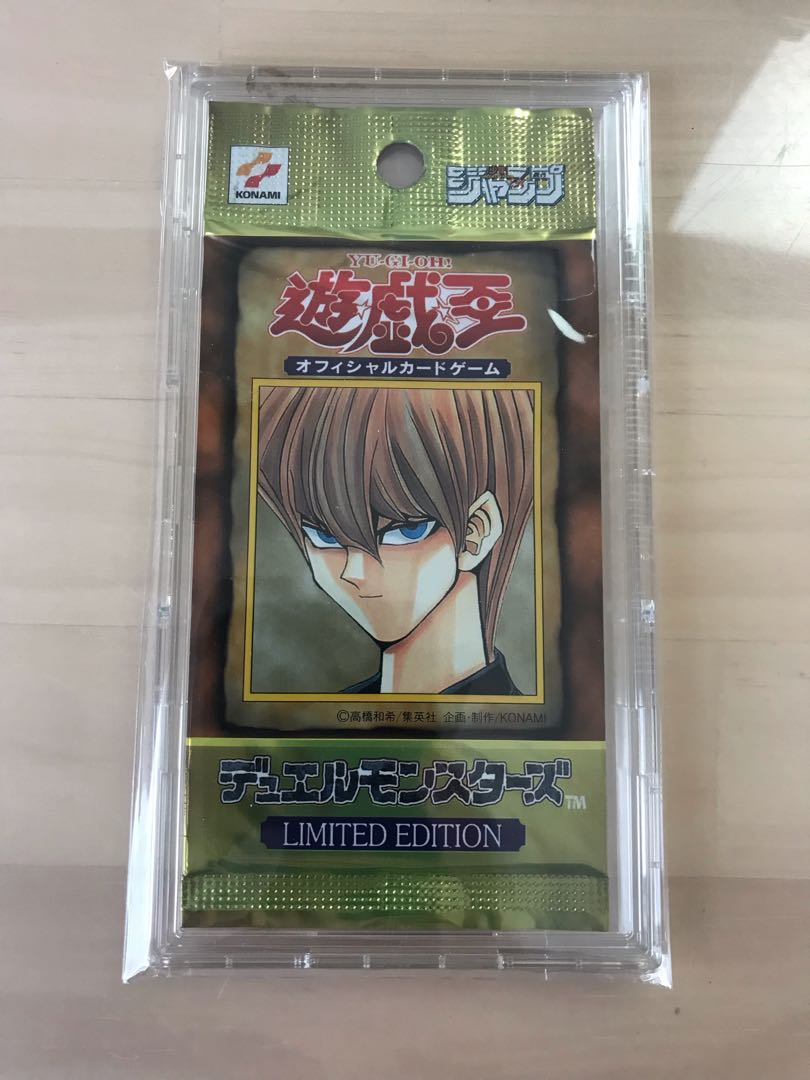 KONAMI
ジャンプ
YU-GI-OH!
遊☆戯☆王
オフィシャルカードゲーム
©高橋和希/集英社 企画・制作/KONAMI
デュエルモンスターズ™
LIMITED EDITION